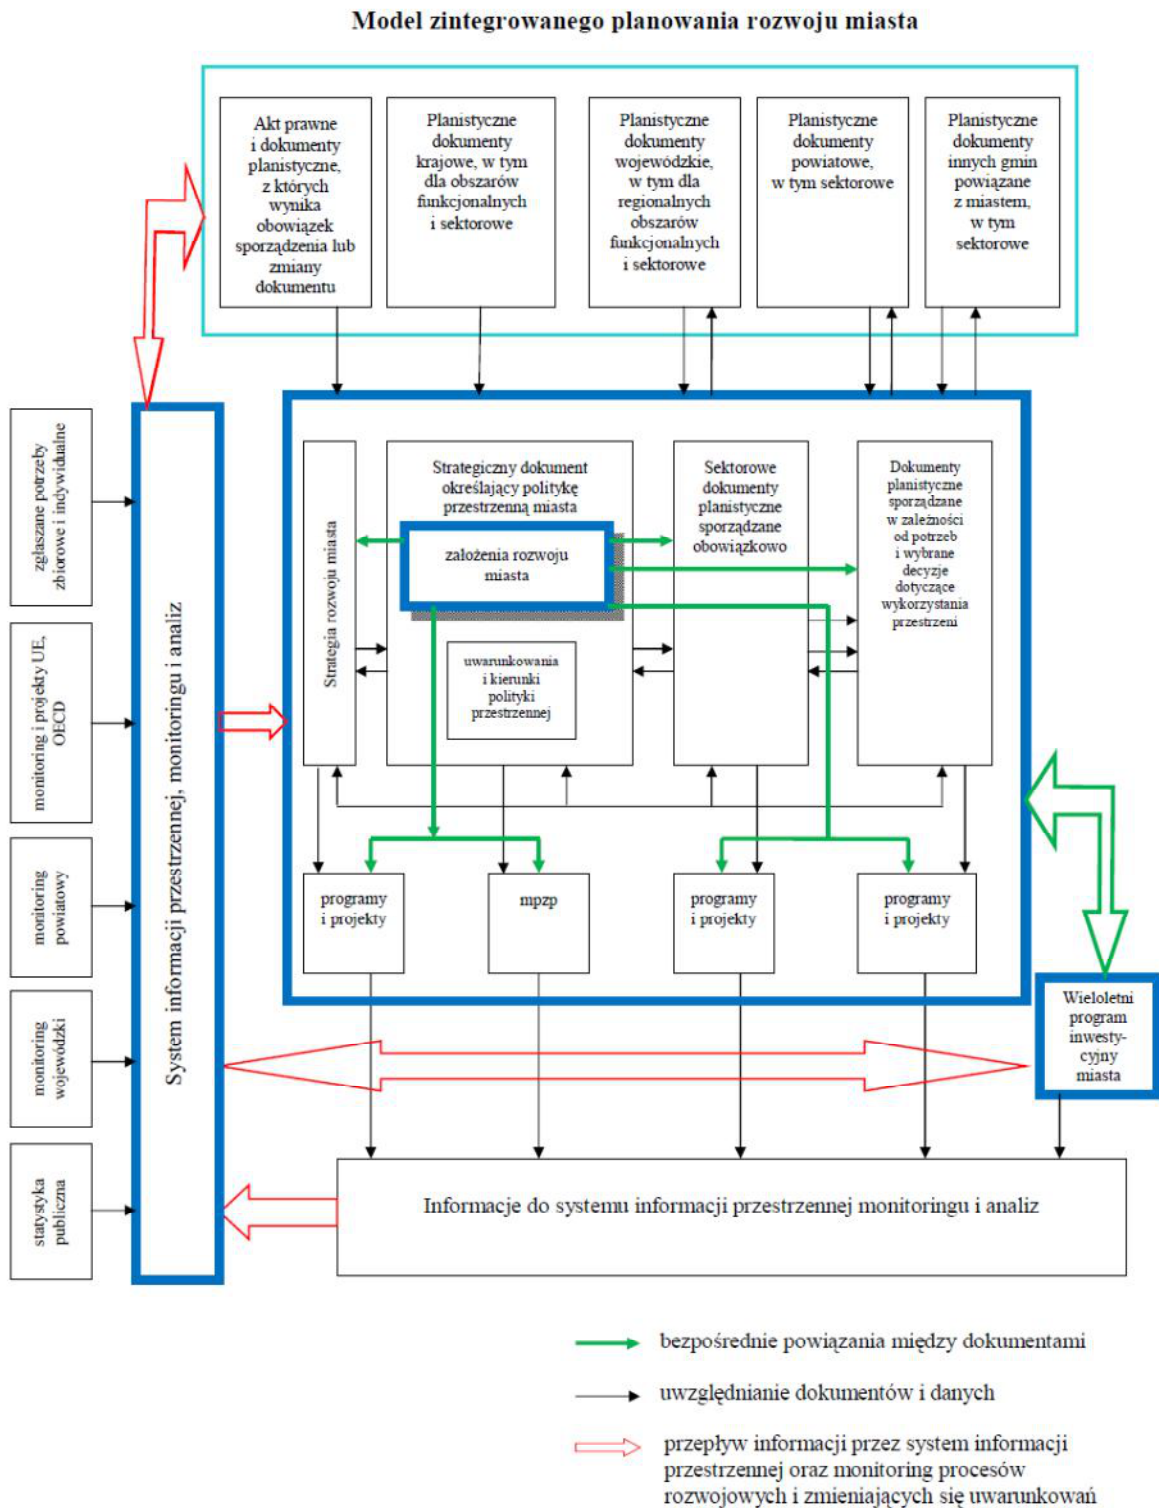 Model zintegrowanego planowania rozwoju miasta
Akt prawne
i dokumenty
planistyczne,
z których
wynika
obowiązek
sporządzenia lub
zmiany
dokumentu
Planistyczne
dokumenty
krajowe, w tym
dla obszarów
funkcjonalnych
i sektorowe
Planistyczne
dokumenty
wojewódzkie,
w tym dla
regionalnych
obszarów
funkcjonalnych
i sektorowe
Planistyczne
dokumenty
powiatowe,
w tym sektorowe
Planistyczne
dokumenty
innych gmin
powiązane
z miastem,
w tym
sektorowe
zgłaszane potrzeby
zbiorowe i indywidualne
monitoring i projekty UE,
OECD
monitoring
powiatowy
monitoring
wojewódzki
statystyka
publiczna
System informacji przestrzennej, monitoringu i analiz
Strategia rozwoju miasta
Strategiczny dokument
określający politykę
przestrzenną miasta
założenia rozwoju
miasta
uwarunkowania
i kierunki
polityki
przestrzennej
Sektorowe
dokumenty
planistyczne
sporządzane
obowiązkowo
Dokumenty
planistyczne
sporządzane
w zależności
od potrzeb
i wybrane
decyzje
dotyczące
wykorzystania
przestrzeni
programy
i projekty
mpzp
programy
i projekty
programy
i projekty
Wieloletni
program
inwesty-
cyjny
miasta
Informacje do systemu informacji przestrzennej monitoringu i analiz
bezpośrednie powiązania między dokumentami
uwzględnianie dokumentów i danych
przepływ informacji przez system informacji
przestrzennej oraz monitoring procesów
rozwojowych i zmieniających się uwarunkowań